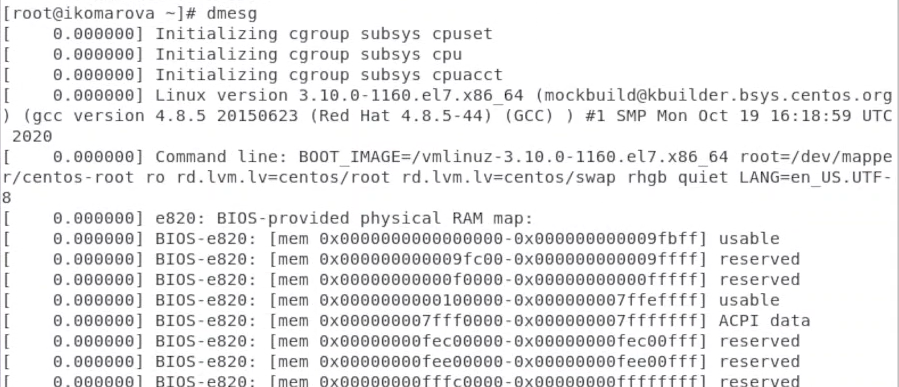 [root@ikomarova ~]# dmesg
[    0.000000] Initializing cgroup subsys cpuset
[    0.000000] Initializing cgroup subsys cpu
[    0.000000] Initializing cgroup subsys cpuacct
[    0.000000] Linux version 3.10.0-1160.el7.x86_64 (mockbuild@kbuilder.bsys.centos.org
) (gcc version 4.8.5 20150623 (Red Hat 4.8.5-44) (GCC) ) #1 SMP Mon Oct 19 16:18:59 UTC
 2020
[    0.000000] Command line: BOOT_IMAGE=/vmlinuz-3.10.0-1160.el7.x86_64 root=/dev/mappe
r/centos-root ro rd.lvm.lv=centos/root rd.lvm.lv=centos/swap rhgb quiet LANG=en_US.UTF-
8
[    0.000000] e820: BIOS-provided physical RAM map:
[    0.000000] BIOS-e820: [mem 0x0000000000000000-0x000000000009fbff] usable
[    0.000000] BIOS-e820: [mem 0x000000000009fc00-0x000000000009ffff] reserved
[    0.000000] BIOS-e820: [mem 0x00000000000f0000-0x00000000000fffff] reserved
[    0.000000] BIOS-e820: [mem 0x0000000000100000-0x000000007ffeffff] usable
[    0.000000] BIOS-e820: [mem 0x000000007fff0000-0x000000007fffffff] ACPI data
[    0.000000] BIOS-e820: [mem 0x00000000fec00000-0x00000000fec00fff] reserved
[    0.000000] BIOS-e820: [mem 0x00000000fee00000-0x00000000fee00fff] reserved
[    0.000000] BIOS-e820: [mem 0x00000000fffc0000-0x00000000ffffffff] reserved